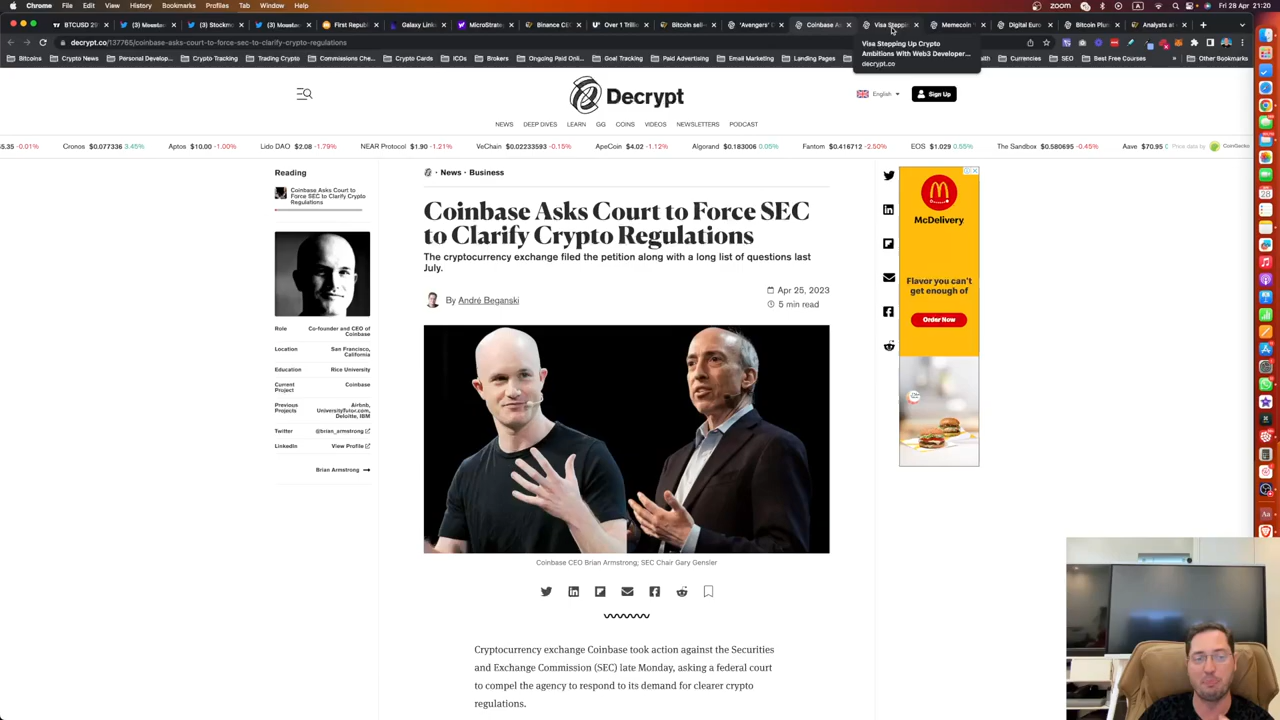 Chrome File Edit View History Bookmarks Profiles Tab Window Help zoom Fri Apr 28 21:20
BTCUSD 29 (3) Mοωαι (3) Stockmo First Repub Galaxy Link MicroStrate Binance CE Over 1 Trilli Bitcoin sell- 'Avengers' D Coinbase As Visa Steppin Memecoin Y Digital Euro Bitcoin Plun Analysts at
decrypt.co/137765/coinbase-asks-court-to-force-sec-to-clarify-crypto-regulations
Bitcoins Crypto News Personal Develop... Crypto Tracking Trading Crypto Commissions Che... Crypto Cards ICOs Brokers Ongoing Paid Online... Goal Tracking Paid Advertising Email Marketing Landing Pages Currencies SEO Best Free Courses » Other Bookmarks
Visa Stepping Up Crypto
Ambitions With Web3 Developer...
decrypt.co
Decrypt
English
Sign Up
NEWS DEEP DIVES LEARN GG COINS VIDEOS NEWSLETTERS PODCAST
5.35 -0.01% Cronos $0.077336 3.45% Aptos $10.00 -1.00% Lido DAO $2.08 -1.79% NEAR Protocol $1.90 -1.21% VeChain $0.02233593 -0.15% ApeCoin $4.02 -1.12% Algorand $0.183006 0.05% Fantom $0.416712 -2.50% EOS $1.029 0.55% The Sandbox $0.580695 -0.45% Aave $70.95 Price data by CoinGecko
Reading
Coinbase Asks Court to
Force SEC to Clarify Crypto
Regulations
Role Co-founder and CEO of
Coinbase
Location San Francisco,
California
Education Rice University
Current Coinbase
Project
Previous Airbnb,
Projects UniversityTutor.com,
Deloitte, IBM
Twitter @brian_armstrong
LinkedIn View Profile
Brian Armstrong
· News · Business
Coinbase Asks Court to Force SEC
to Clarify Crypto Regulations
The cryptocurrency exchange filed the petition along with a long list of questions last
July.
By André Beganski
Apr 25, 2023
5 min read
Coinbase CEO Brian Armstrong; SEC Chair Gary Gensler
Cryptocurrency exchange Coinbase took action against the Securities
and Exchange Commission (SEC) late Monday, asking a federal court
to compel the agency to respond to its demand for clearer crypto
regulations.
McDelivery
Flavor you can't
get enough of
Order Now